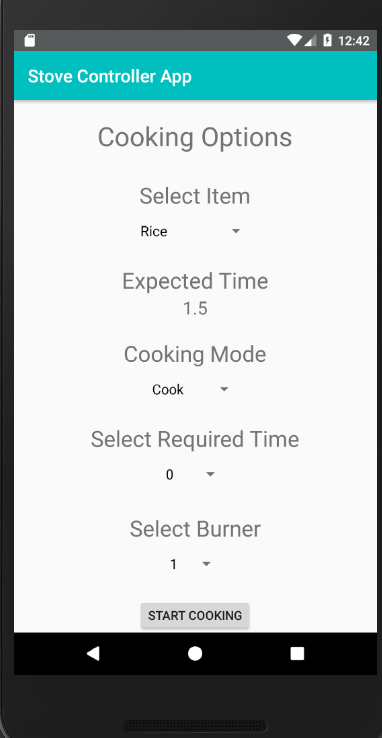 12:42
Stove Controller App
Cooking Options
Select Item
Rice
Expected Time
1.5
Cooking Mode
Cook
Select Required Time
0
Select Burner
1
START COOKING